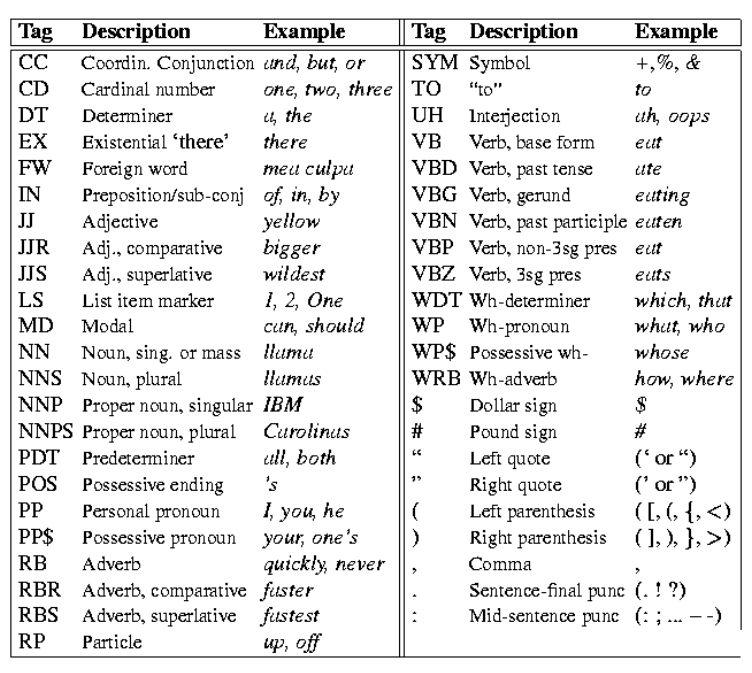 Tag Description Example Tag Description Example
CC Coordin. Conjunction and, but, or SYM Symbol +,%, &
CD Cardinal number one, two, three TO “to” to
DT Determiner a, the UH Interjection ah, oops
EX Existential ‘there’ there VB Verb, base form eat
FW Foreign word mea culpa VBD Verb, past tense ate
IN Preposition/sub-conj of, in, by VBG Verb, gerund eating
JJ Adjective yellow VBN Verb, past participle eaten
JJR Adj., comparative bigger VBP Verb, non-3sg pres eat
JJS Adj., superlative wildest VBZ Verb, 3sg pres eats
LS List item marker 1, 2, One WDT Wh-determiner which, that
MD Modal can, should WP Wh-pronoun what, who
NN Noun, sing. or mass llama WP$ Possessive wh- whose
NNS Noun, plural llamas WRB Wh-adverb how, where
NNP Proper noun, singular IBM $ Dollar sign $
NNPS Proper noun, plural Carolinas # Pound sign #
PDT Predeterminer all, both “ Left quote (‘ or “)
POS Possessive ending 's ” Right quote (’ or ”)
PP Personal pronoun I, you, he ( Left parenthesis ( [, (, {, <)
PP$ Possessive pronoun your, one's ) Right parenthesis ( ], ), }, >)
RB Adverb quickly, never , Comma ,
RBR Adverb, comparative faster . Sentence-final punc (. ! ?)
RBS Adverb, superlative fastest : Mid-sentence punc (: ; ... – -)
RP Particle up, off